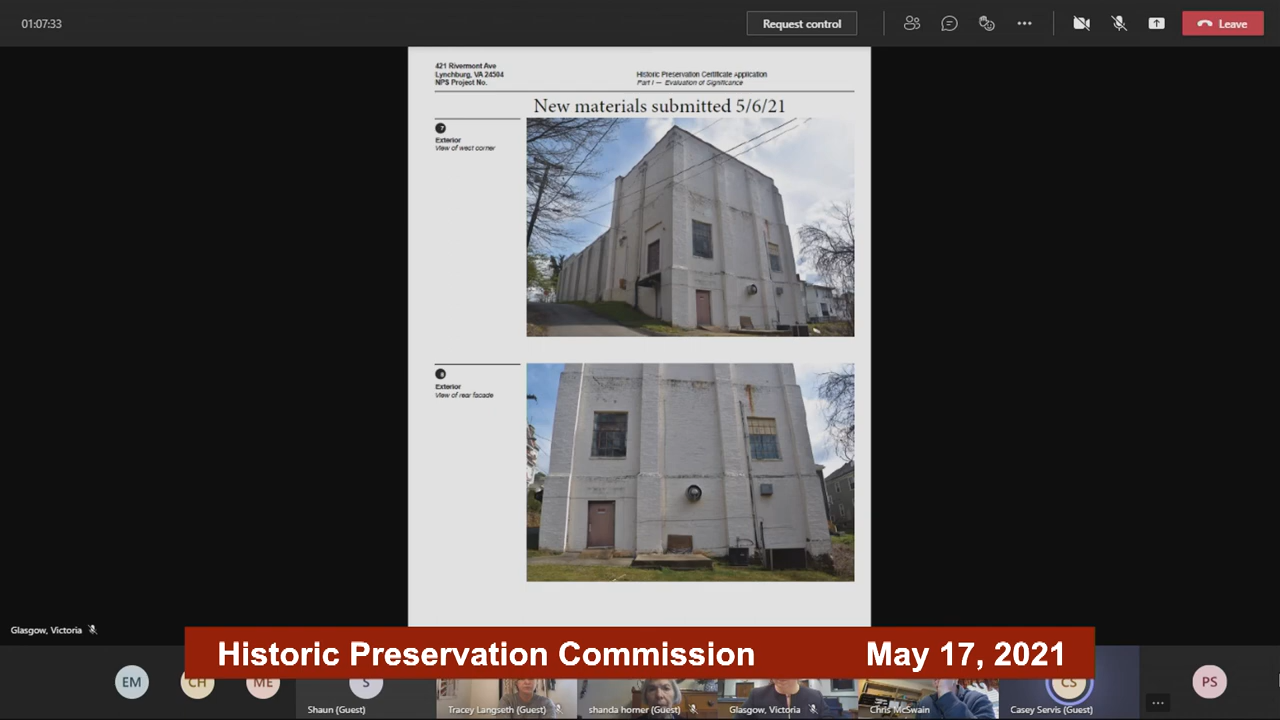 01:07:33
Request control
Leave
421 Rivermont Ave
Lynchburg, VA 24504
NPS Project No.
Historic Preservation Certificate Application
Part I — Evaluation of Significance
New materials submitted 5/6/21
7
Exterior
View of west corner
8
Exterior
View of rear facade
Glasgow, Victoria
Historic Preservation Commission May 17, 2021
EM
CH
ME
S
CS
PS
Shaun (Guest)
Tracey Langseth (Guest)
shanda horner (Guest)
Glasgow, Victoria
Chris McSwain
Casey Servis (Guest)